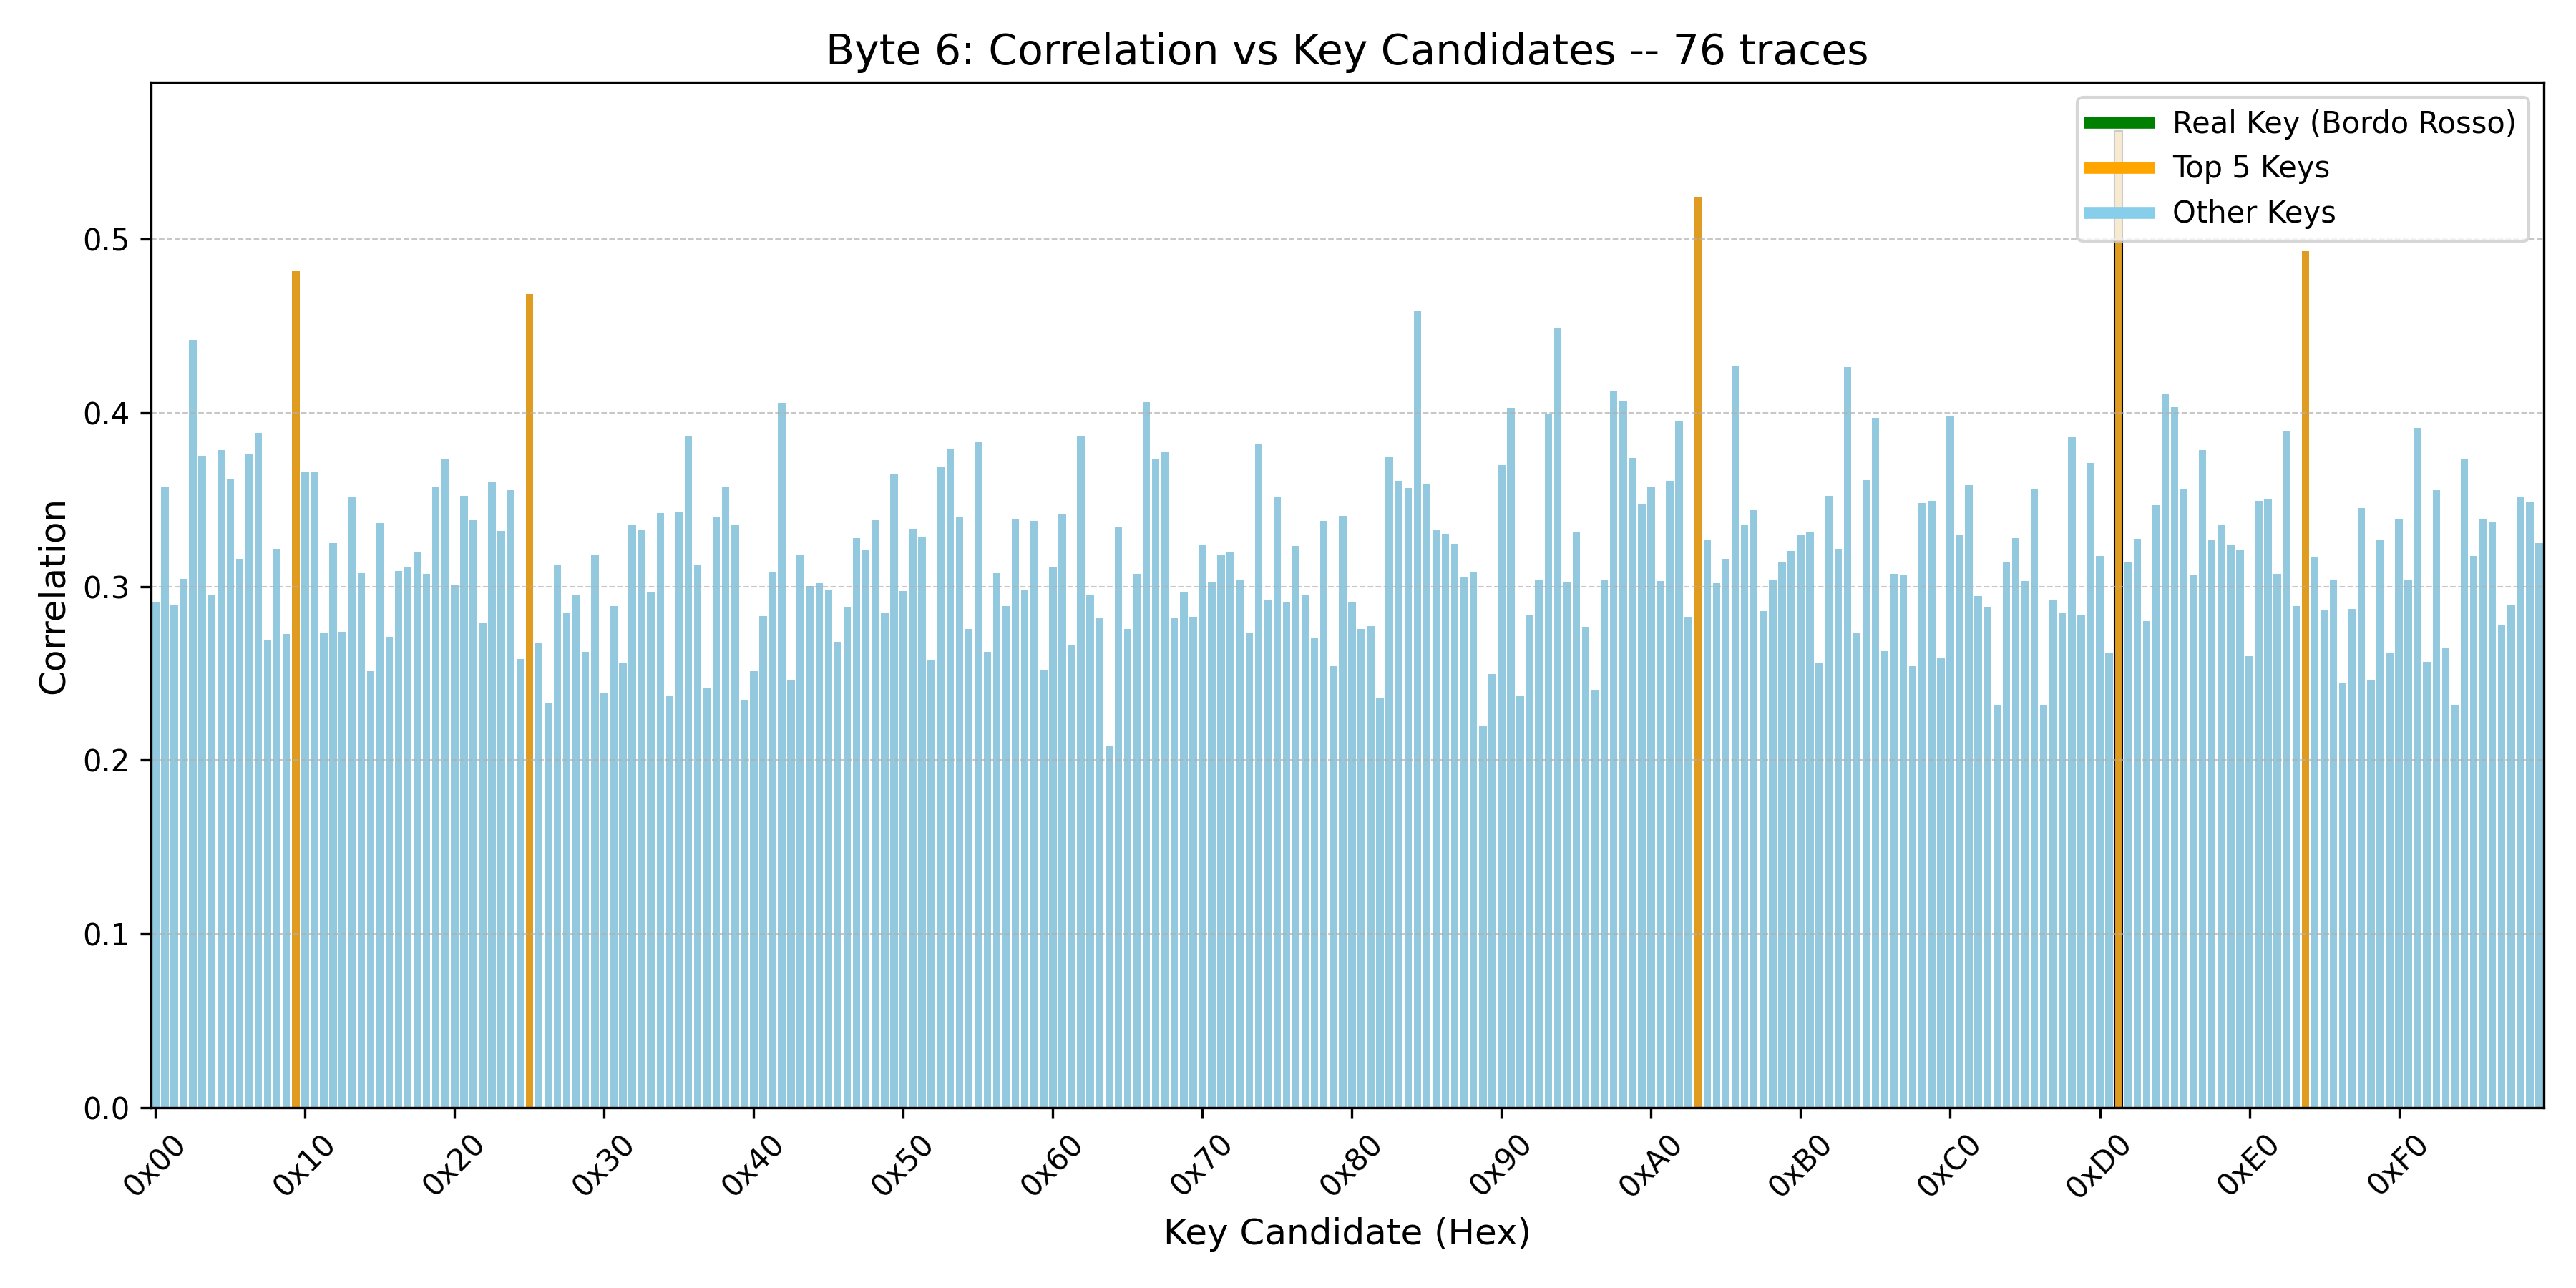 Byte 6: Correlation vs Key Candidates -- 76 traces
Real Key (Bordo Rosso)
Top 5 Keys
Other Keys
Correlation
0.5
0.4
0.3
0.2
0.1
0.0
0x00 0x10 0x20 0x30 0x40 0x50 0x60 0x70 0x80 0x90 0xA0 0xB0 0xC0 0xD0 0xE0 0xF0
Key Candidate (Hex)